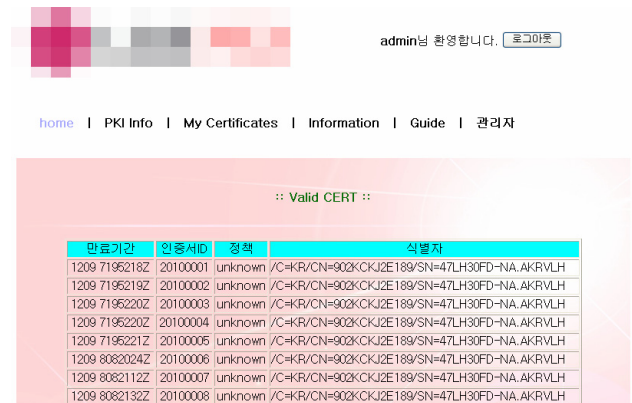 admin님 환영합니다. 로그아웃
home | PKI Info | My Certificates | Information | Guide | 관리자
:: Valid CERT ::
만료기간 인증서ID 정책 식별자
1209 7195218Z 20100001 unknown /C=KR/CN=902KCKJ2E189/SN=47LH30FD-NA.AKRVLH
1209 7195219Z 20100002 unknown /C=KR/CN=902KCKJ2E189/SN=47LH30FD-NA.AKRVLH
1209 7195220Z 20100003 unknown /C=KR/CN=902KCKJ2E189/SN=47LH30FD-NA.AKRVLH
1209 7195220Z 20100004 unknown /C=KR/CN=902KCKJ2E189/SN=47LH30FD-NA.AKRVLH
1209 7195221Z 20100005 unknown /C=KR/CN=902KCKJ2E189/SN=47LH30FD-NA.AKRVLH
1209 8082024Z 20100006 unknown /C=KR/CN=902KCKJ2E189/SN=47LH30FD-NA.AKRVLH
1209 8082112Z 20100007 unknown /C=KR/CN=902KCKJ2E189/SN=47LH30FD-NA.AKRVLH
1209 8082132Z 20100008 unknown /C=KR/CN=902KCKJ2E189/SN=47LH30FD-NA.AKRVLH